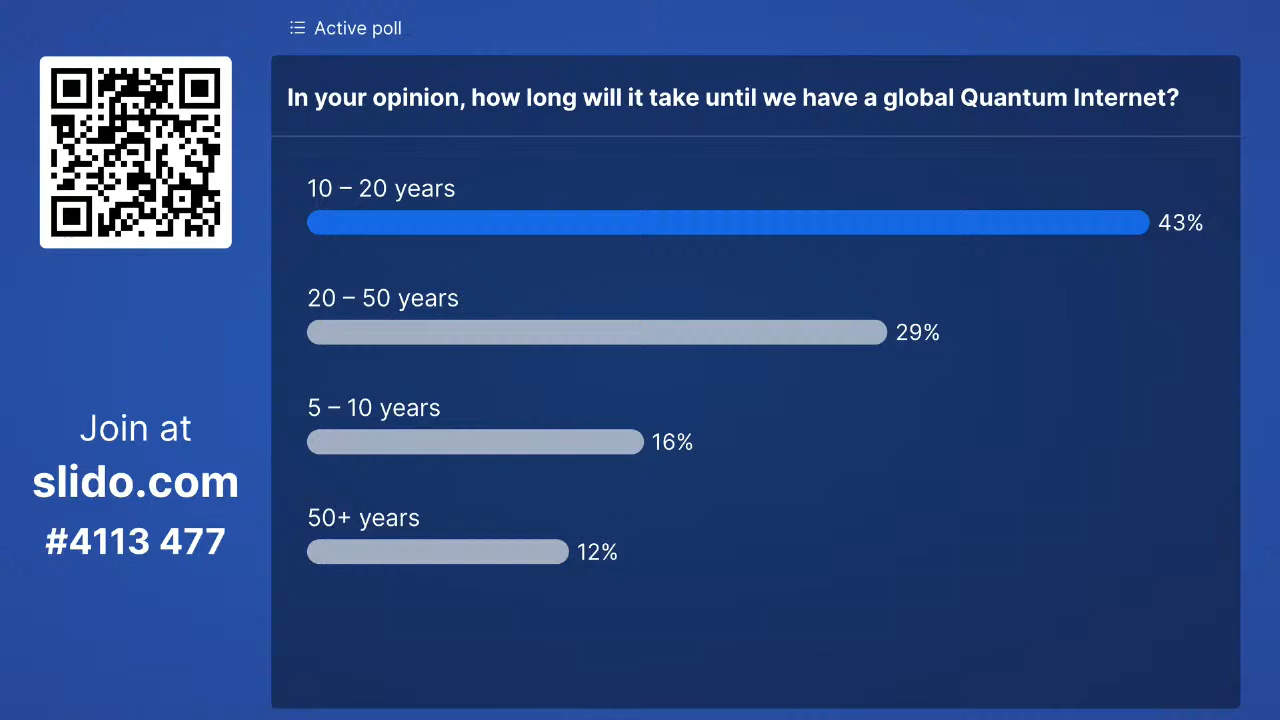 Active poll
In your opinion, how long will it take until we have a global Quantum Internet?
10 – 20 years
43%
20 – 50 years
29%
5 – 10 years
16%
50+ years
12%
Join at
slido.com
#4113 477